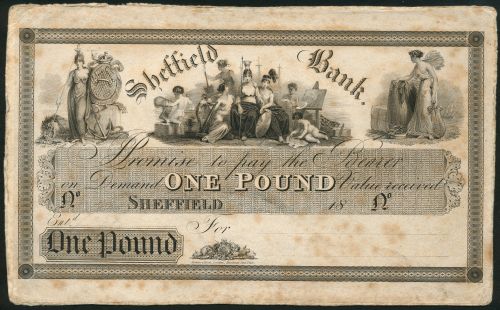 Sheffield Bank.
I Promise to pay the Bearer
on Demand ONE POUND Value received
No SHEFFIELD 18 No
Entd For
One Pound